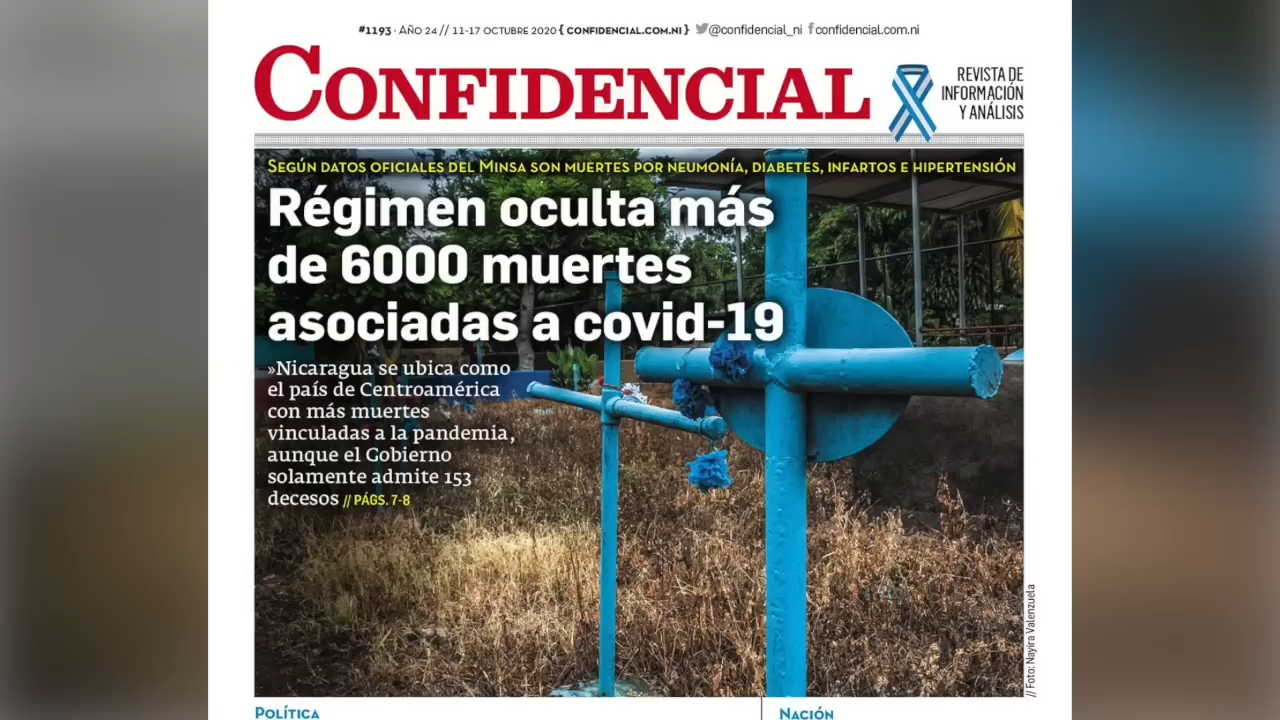 #1193 · AÑO 24 // 11-17 OCTUBRE 2020 { CONFIDENCIAL.COM.NI } @confidencial_ni confidencial.com.ni
CONFIDENCIAL
REVISTA DE
INFORMACIÓN
Y ANÁLISIS
SEGÚN DATOS OFICIALES DEL MINSA SON MUERTES POR NEUMONÍA, DIABETES, INFARTOS E HIPERTENSIÓN
Régimen oculta más
de 6000 muertes
asociadas a covid-19
»Nicaragua se ubica como
el país de Centroamérica
con más muertes
vinculadas a la pandemia,
aunque el Gobierno
solamente admite 153
decesos // PÁGS. 7-8
// Foto: Nayira Valenzuela
POLÍTICA
NACIÓN